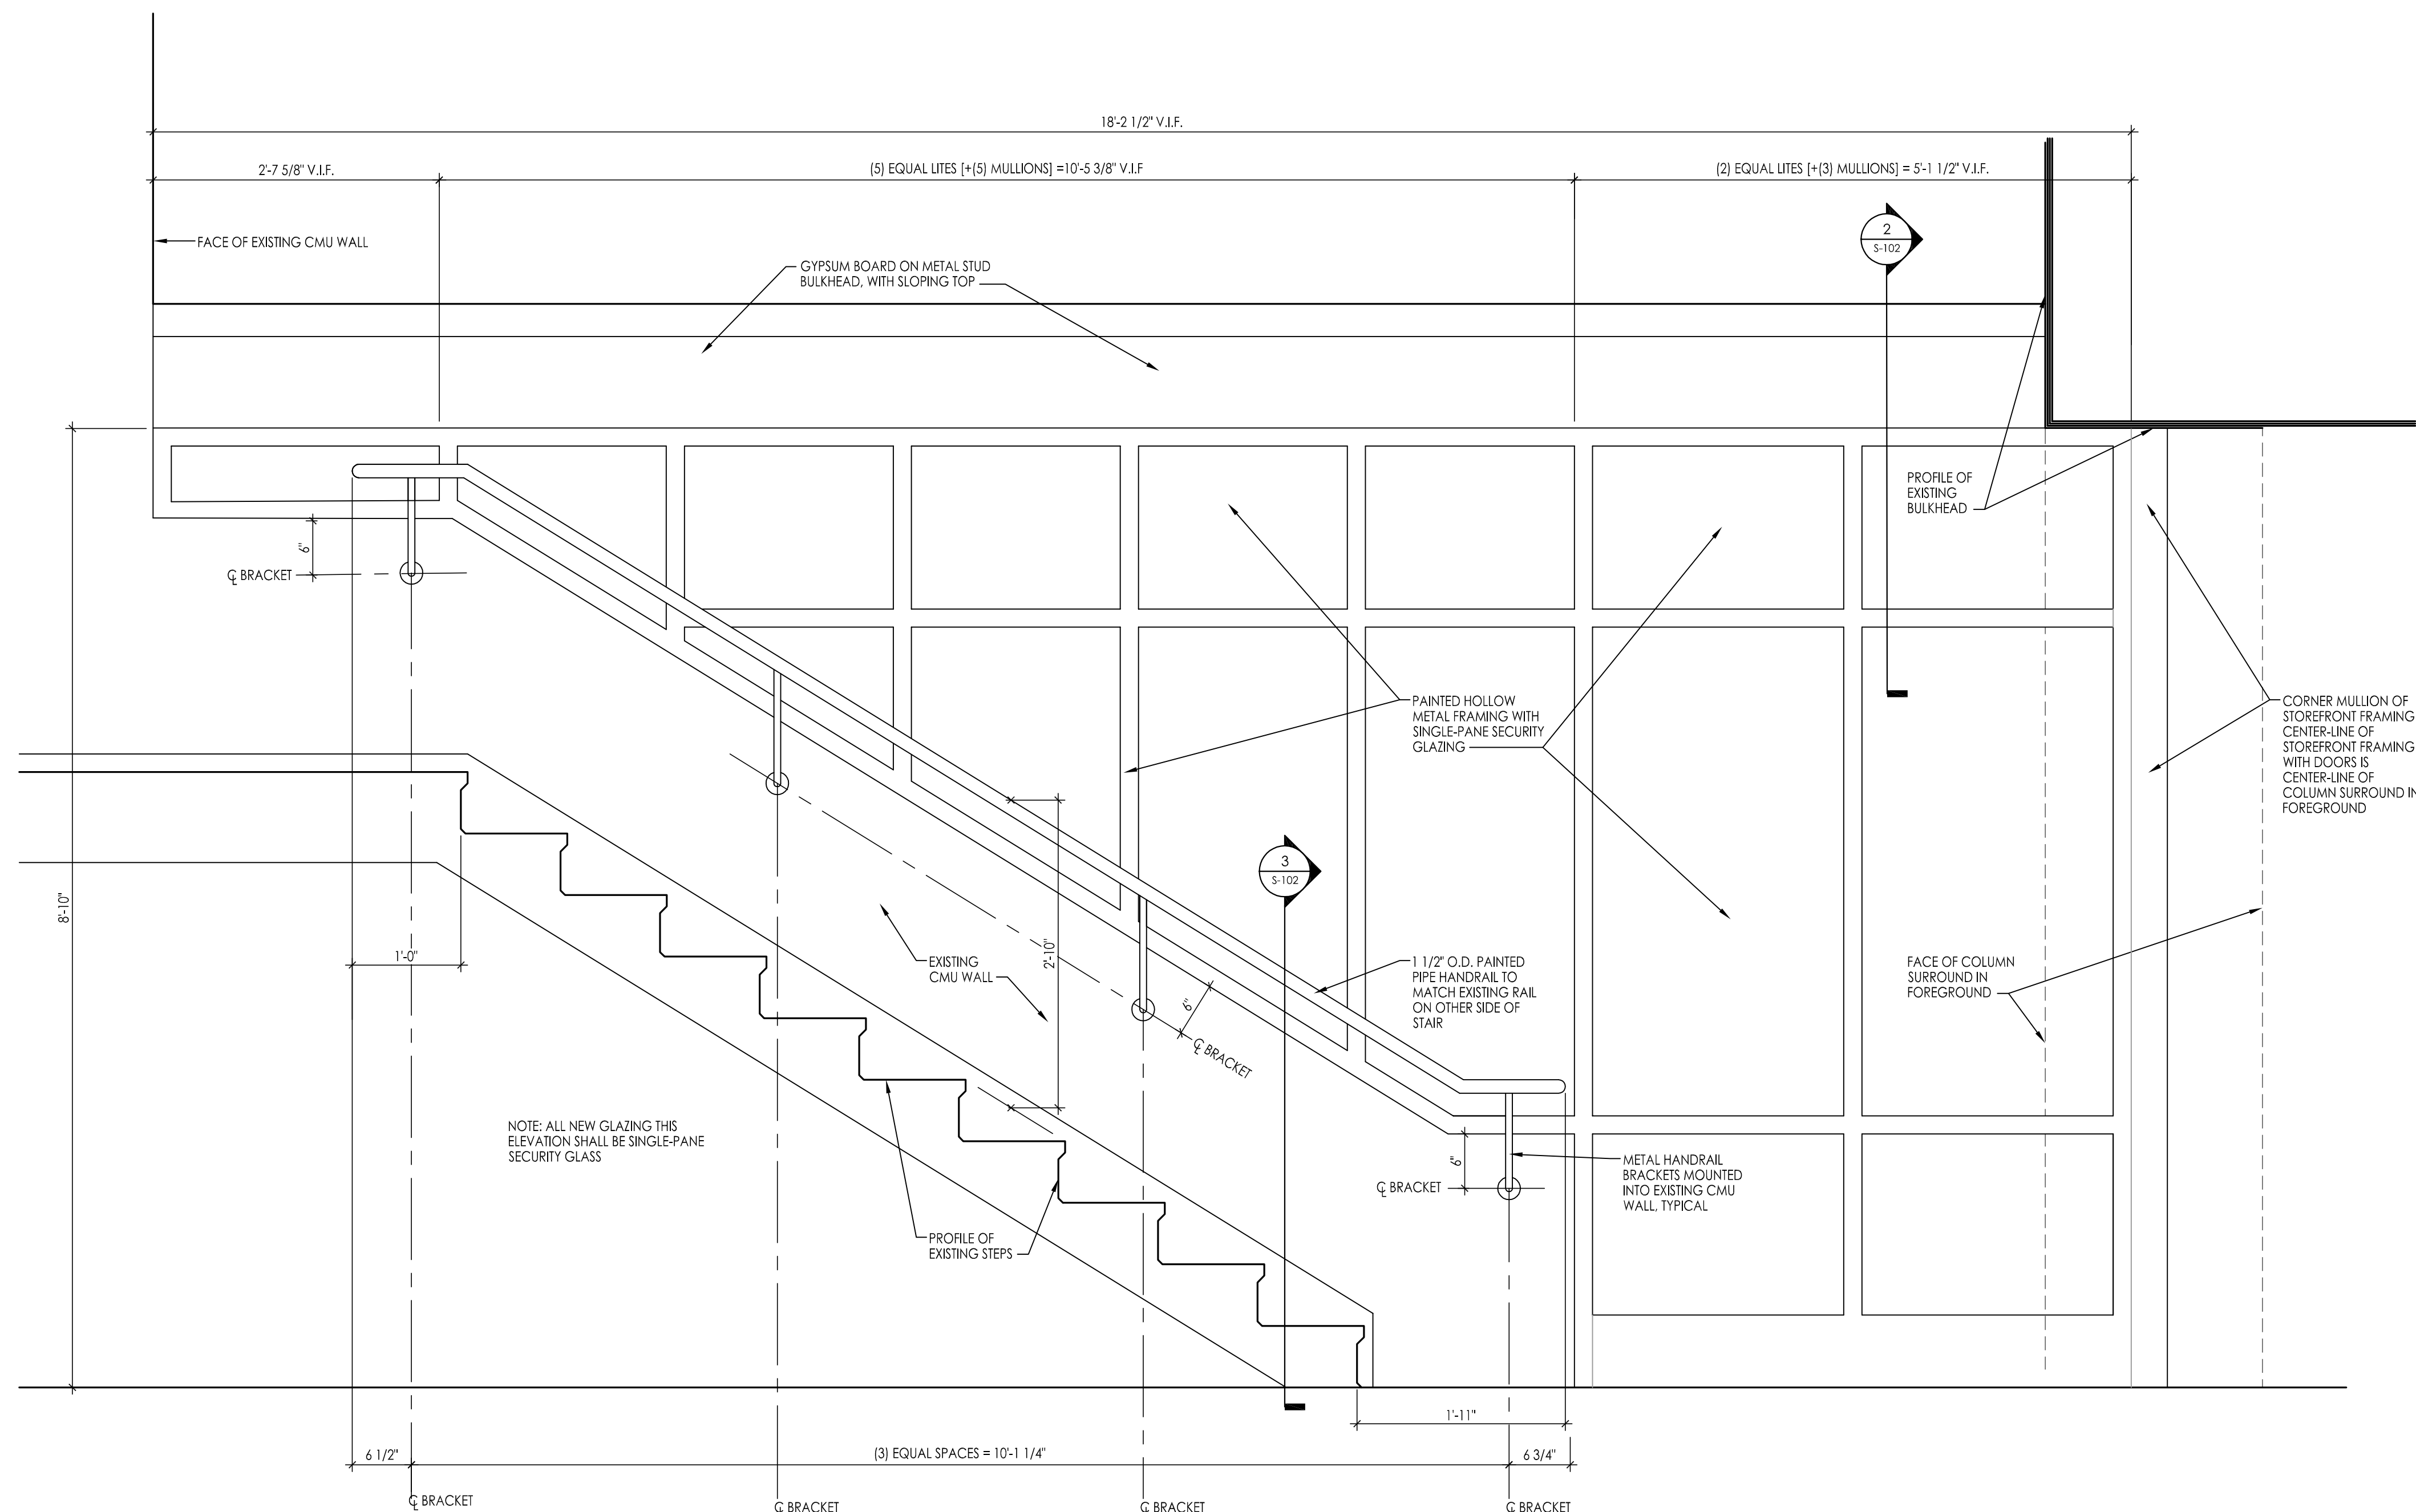 18'-2 1/2" V.I.F.
2'-7 5/8" V.I.F.
(5) EQUAL LITES [+(5) MULLIONS] =10'-5 3/8" V.I.F
(2) EQUAL LITES [+(3) MULLIONS] = 5'-1 1/2" V.I.F.
FACE OF EXISTING CMU WALL
2
S-102
GYPSUM BOARD ON METAL STUD
BULKHEAD, WITH SLOPING TOP
PROFILE OF
EXISTING
BULKHEAD
6"
℄ BRACKET
PAINTED HOLLOW
METAL FRAMING WITH
SINGLE-PANE SECURITY
GLAZING
CORNER MULLION OF
STOREFRONT FRAMING
CENTER-LINE OF
STOREFRONT FRAMING
WITH DOORS IS
CENTER-LINE OF
COLUMN SURROUND IN
FOREGROUND
3
S-102
8'-10"
1'-0"
2'-10"
EXISTING
CMU WALL
1 1/2" O.D. PAINTED
PIPE HANDRAIL TO
MATCH EXISTING RAIL
ON OTHER SIDE OF
STAIR
FACE OF COLUMN
SURROUND IN
FOREGROUND
6"
℄ BRACKET
NOTE: ALL NEW GLAZING THIS
ELEVATION SHALL BE SINGLE-PANE
SECURITY GLASS
6"
℄ BRACKET
METAL HANDRAIL
BRACKETS MOUNTED
INTO EXISTING CMU
WALL, TYPICAL
PROFILE OF
EXISTING STEPS
1'-11"
6 1/2"
(3) EQUAL SPACES = 10'-1 1/4"
6 3/4"
℄ BRACKET
℄ BRACKET
℄ BRACKET
℄ BRACKET